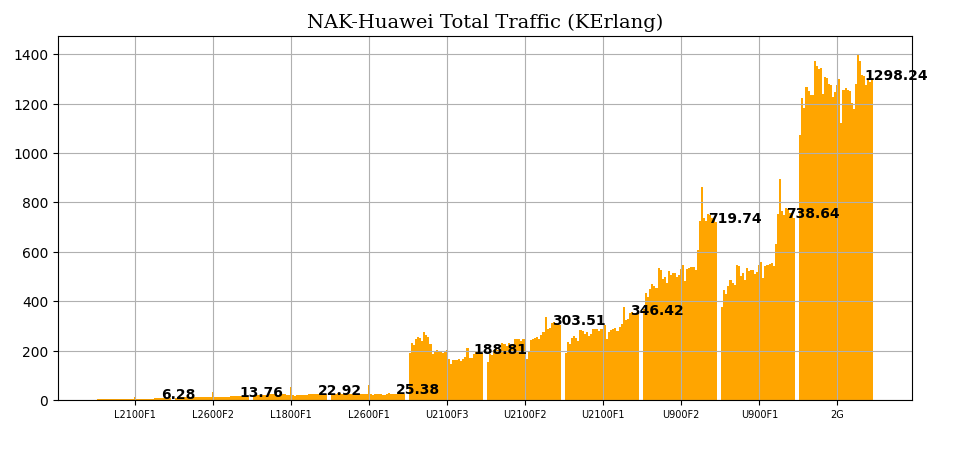 NAK-Huawei Total Traffic (KErlang)
1400
1200
1000
800
600
400
200
0
6.28
13.76
22.92
25.38
188.81
303.51
346.42
719.74
738.64
1298.24
L2100F1
L2600F2
L1800F1
L2600F1
U2100F3
U2100F2
U2100F1
U900F2
U900F1
2G